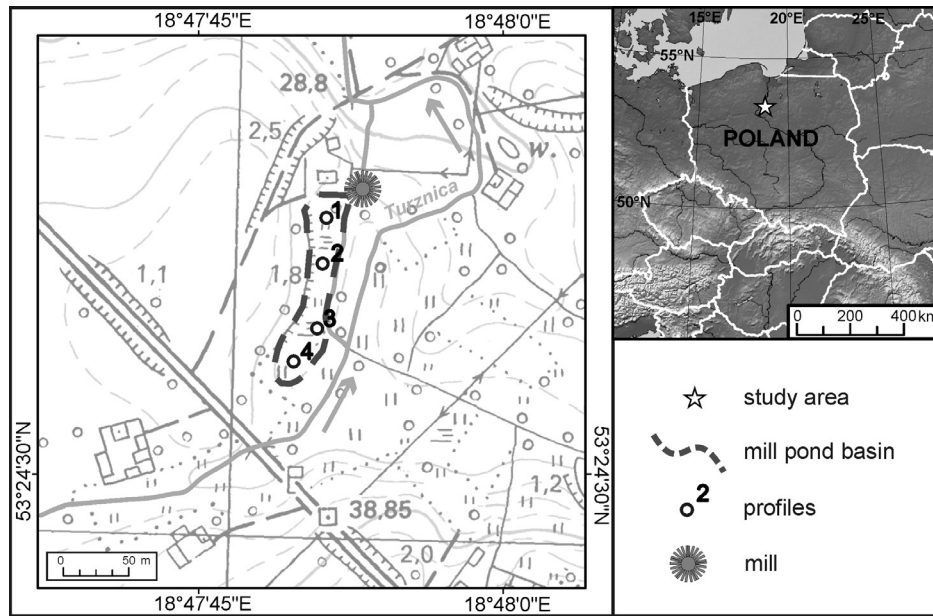 18°47'45"E
18°48'0"E
28,8
2,5
w.
Turznica
1
2
1,8
1,1
3
4
53°24'30"N
53°24'30"N
1,2
38,85
2,0
0
50 m
18°47'45"E
18°48'0"E
15°E
20°E
25°E
55°N
POLAND
50°N
0
200
400 km
study area
mill pond basin
2
profiles
mill